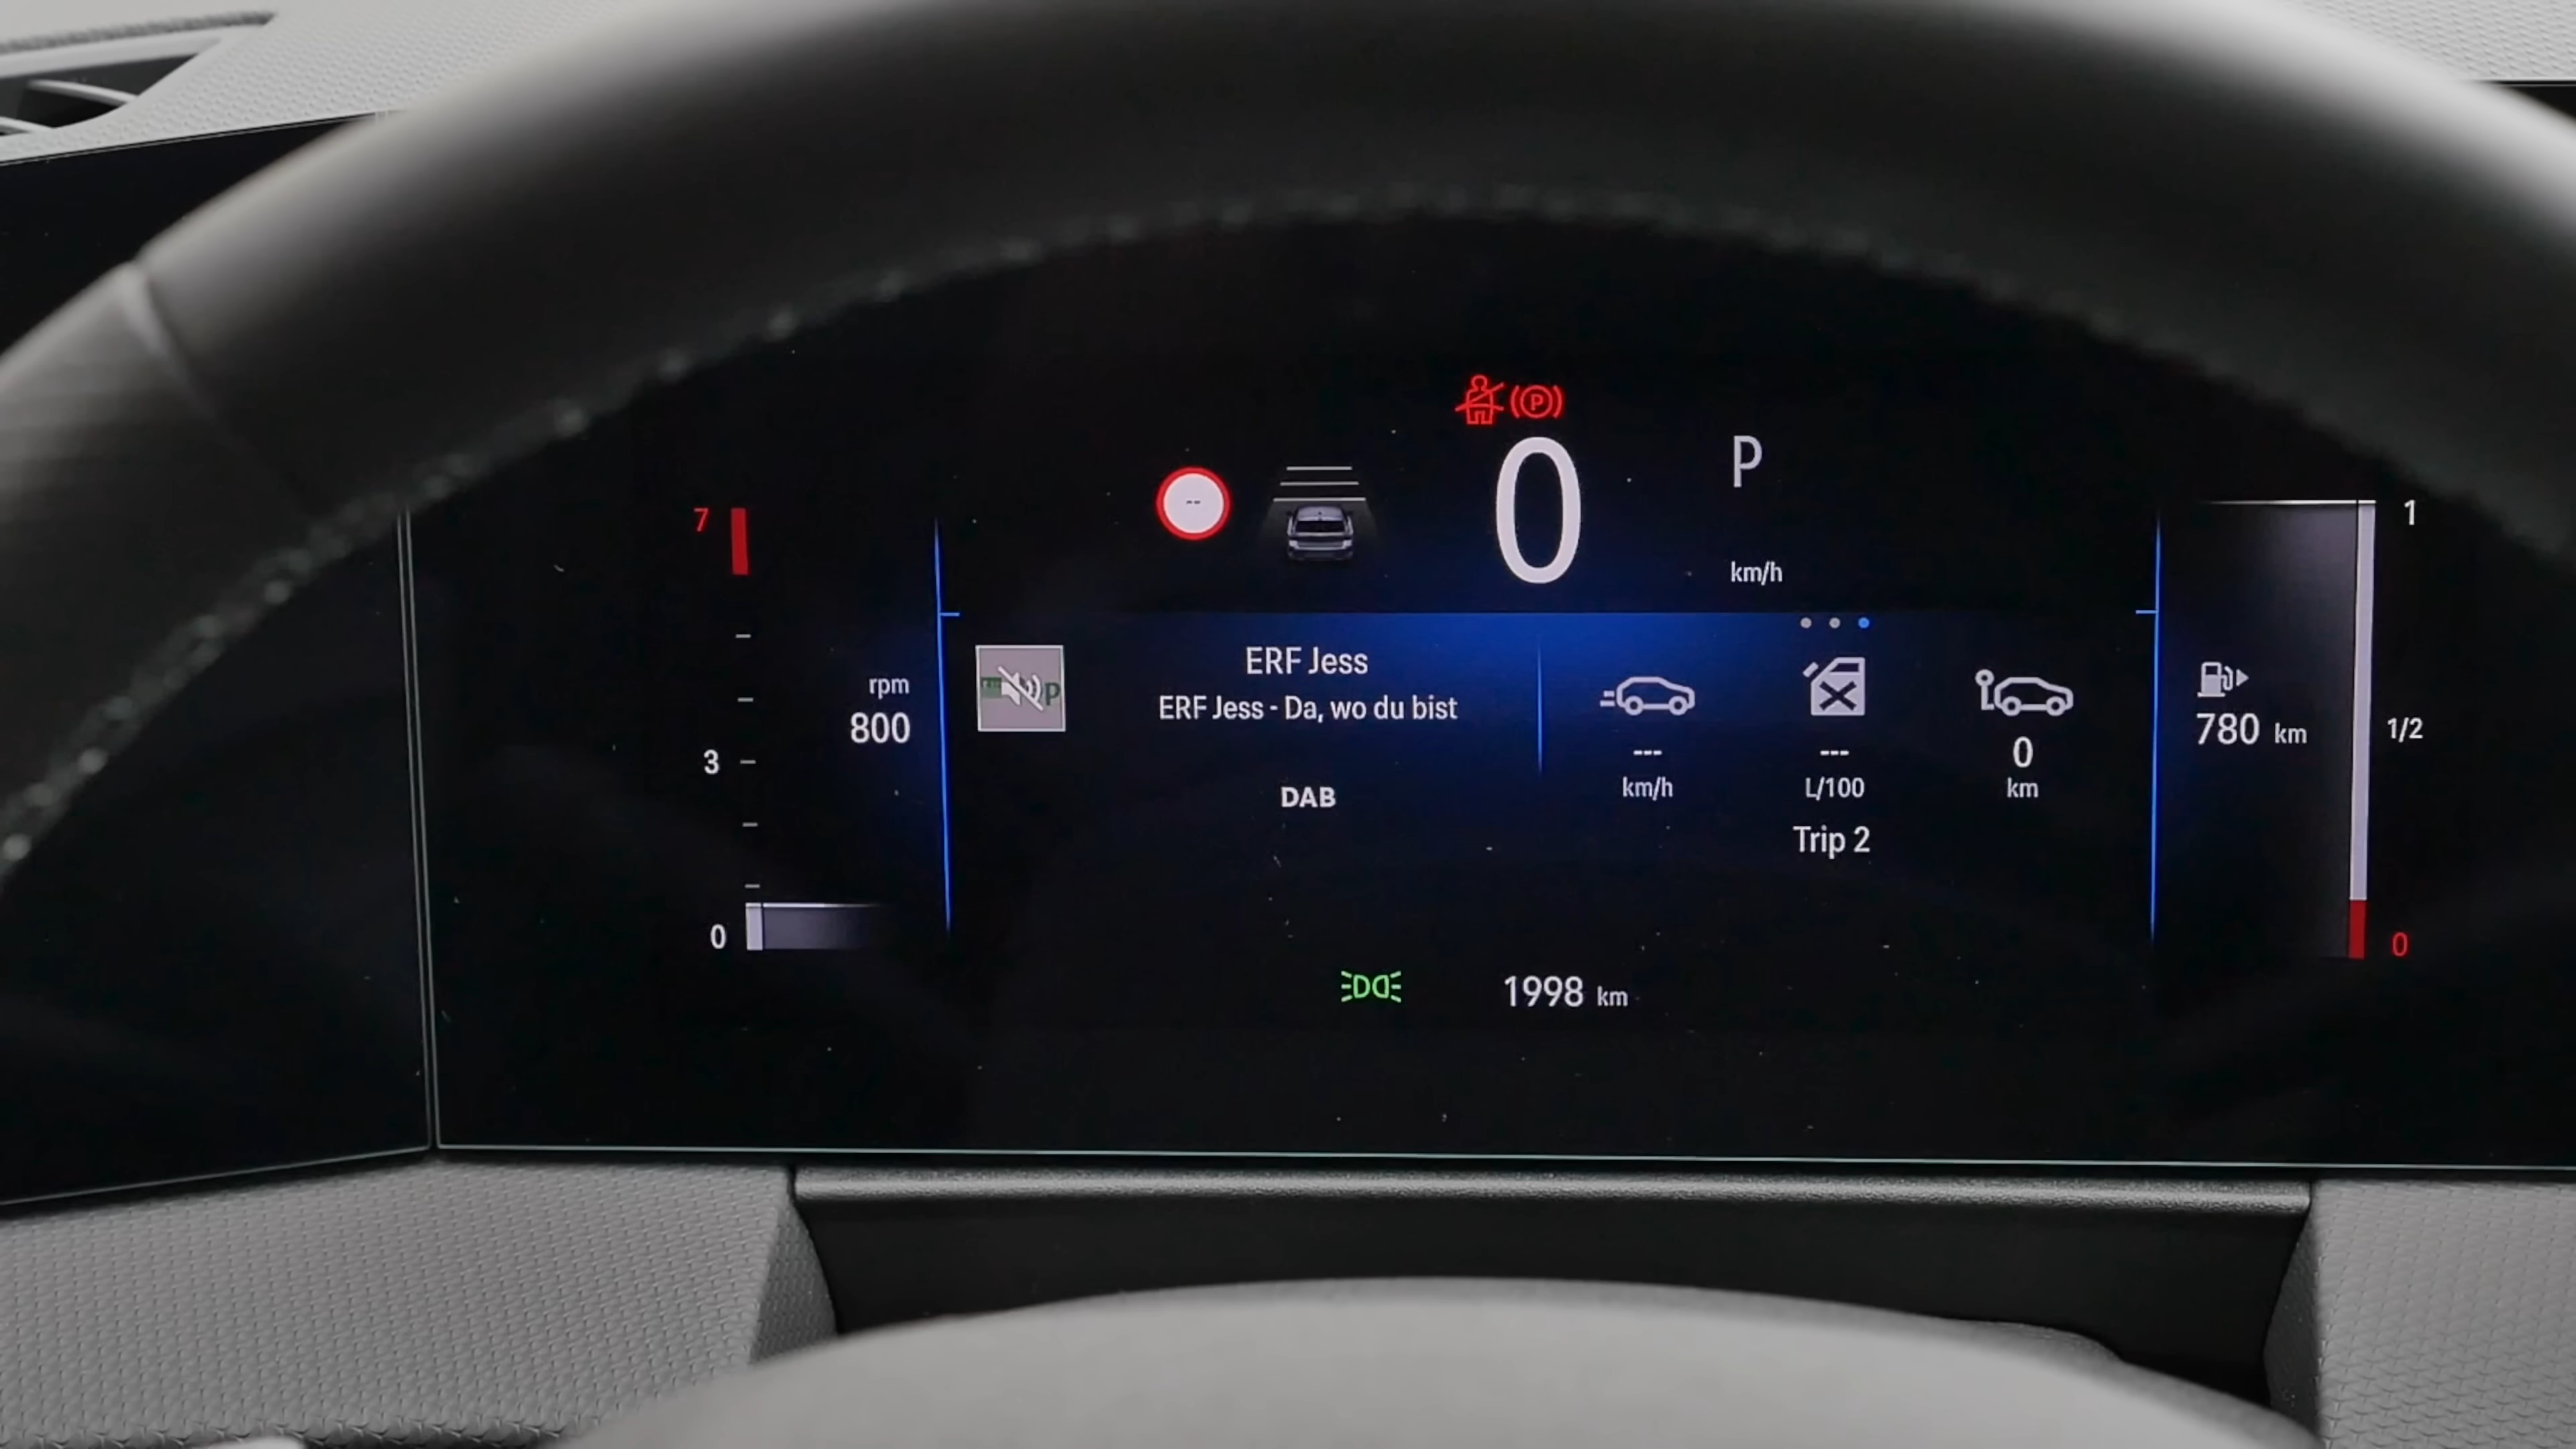 P
0
P
--
km/h
7
3
0
rpm
800
ERF Jess
ERF Jess - Da, wo du bist
DAB
---
km/h
---
L/100
0
km
Trip 2
780 km
1
1/2
0
1998 km